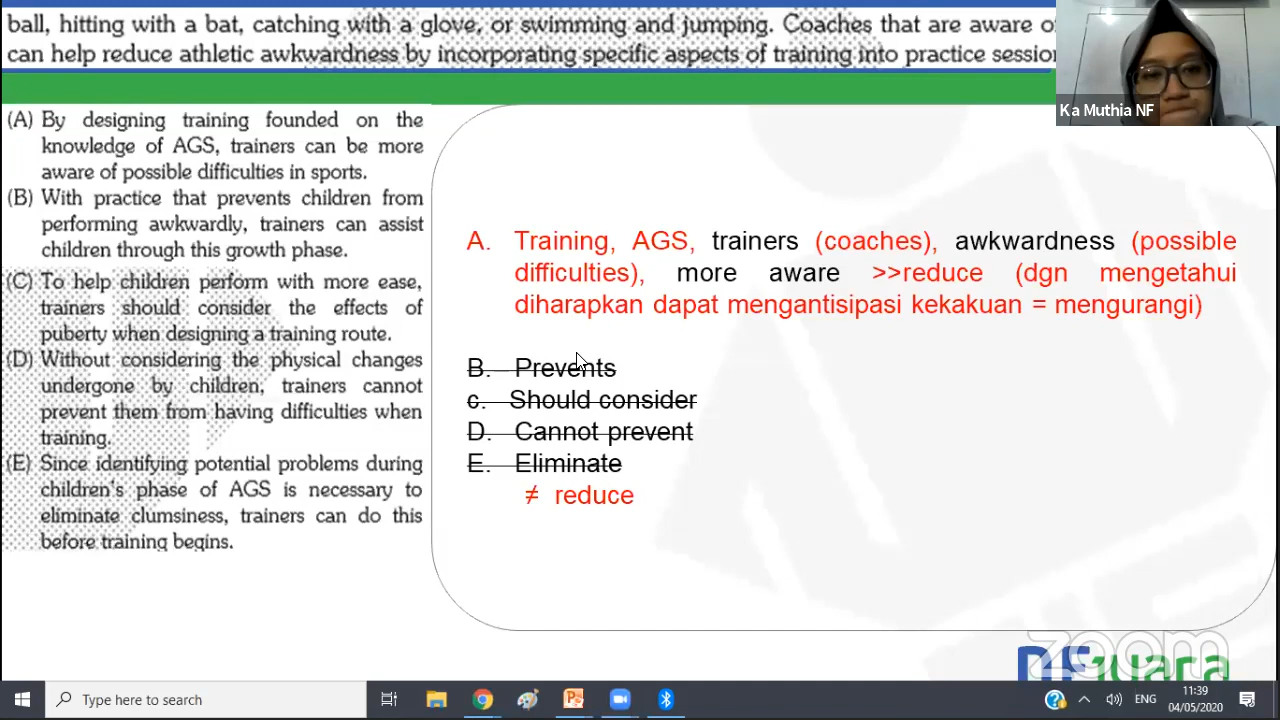 ball, hitting with a bat, catching with a glove, or swimming and jumping. Coaches that are aware
can help reduce athletic awkwardness by incorporating specific aspects of training into practice
Ka Muthia NF
(A) By designing training founded on the
knowledge of AGS, trainers can be more
aware of possible difficulties in sports.
(B) With practice that prevents children from
performing awkwardly, trainers can assist
children through this growth phase.
(C) To help children perform with more ease,
trainers should consider the effects of
puberty when designing a training route.
(D) Without considering the physical changes
undergone by children, trainers cannot
prevent them from having difficulties when
training.
(E) Since identifying potential problems during
children's phase of AGS is necessary to
eliminate clumsiness, trainers can do this
before training begins.
A. Training, AGS, trainers (coaches), awkwardness (possible
difficulties), more aware >>reduce (dgn mengetahui
diharapkan dapat mengantisipasi kekakuan = mengurangi)
B. Prevents
c. Should consider
D. Cannot prevent
E. Eliminate
≠ reduce
zoom
Type here to search
ENG
11:39
04/05/2020